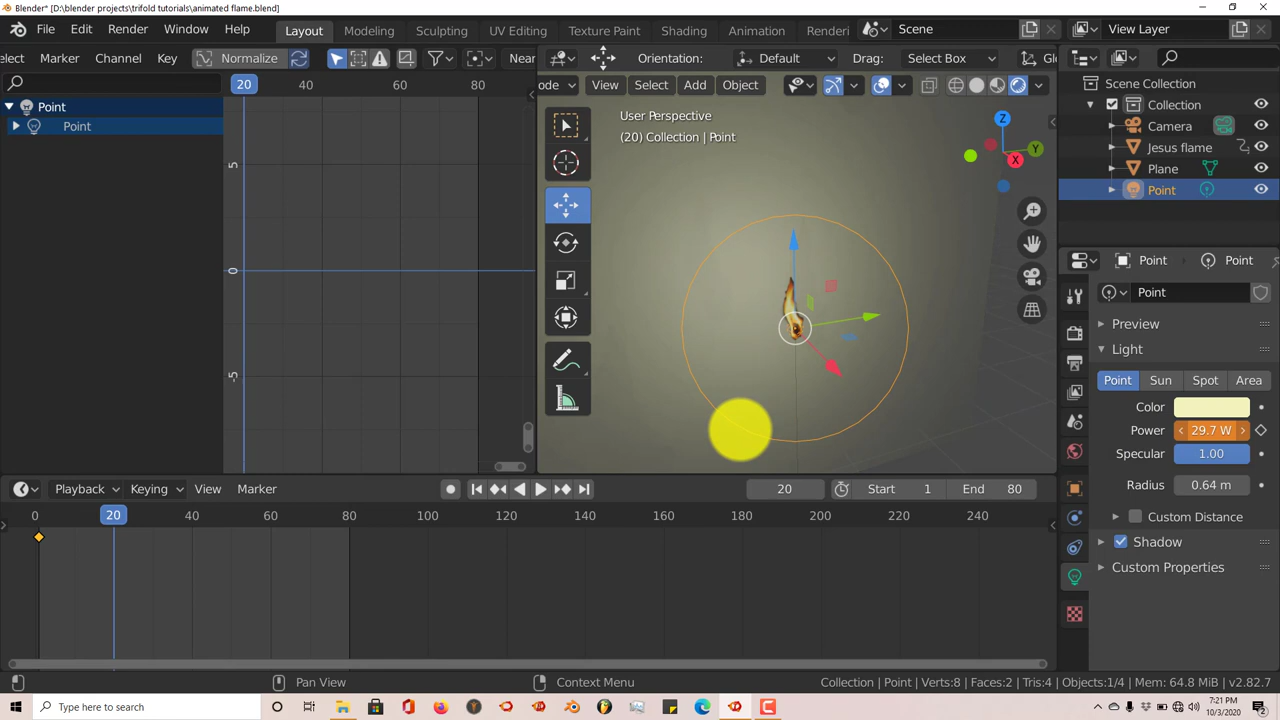 Blender* [D:\blender projects\trifold tutorials\animated flame.blend]
File Edit Render Window Help Layout Modeling Sculpting UV Editing Texture Paint Shading Animation Renderi Scene View Layer
elect Marker Channel Key Normalize Near Orientation: Default Drag: Select Box Gl
20 40 60 80 ode View Select Add Object
Scene Collection
Point
Collection
Point
User Perspective
(20) Collection | Point
Camera
Jesus flame
Plane
Point
5
0
-5
Z
Y
X
Point Point
Point
Preview
Light
Point Sun Spot Area
Color
Power 29.7 W
Specular 1.00
Radius 0.64 m
Custom Distance
Shadow
Custom Properties
Playback Keying View Marker 20 Start 1 End 80
0 20 40 60 80 100 120 140 160 180 200 220 240
Pan View Context Menu Collection | Point | Verts:8 | Faces:2 | Tris:4 | Objects:1/4 | Mem: 64.8 MiB | v2.82.7
Type here to search
7:21 PM
10/3/2020
2